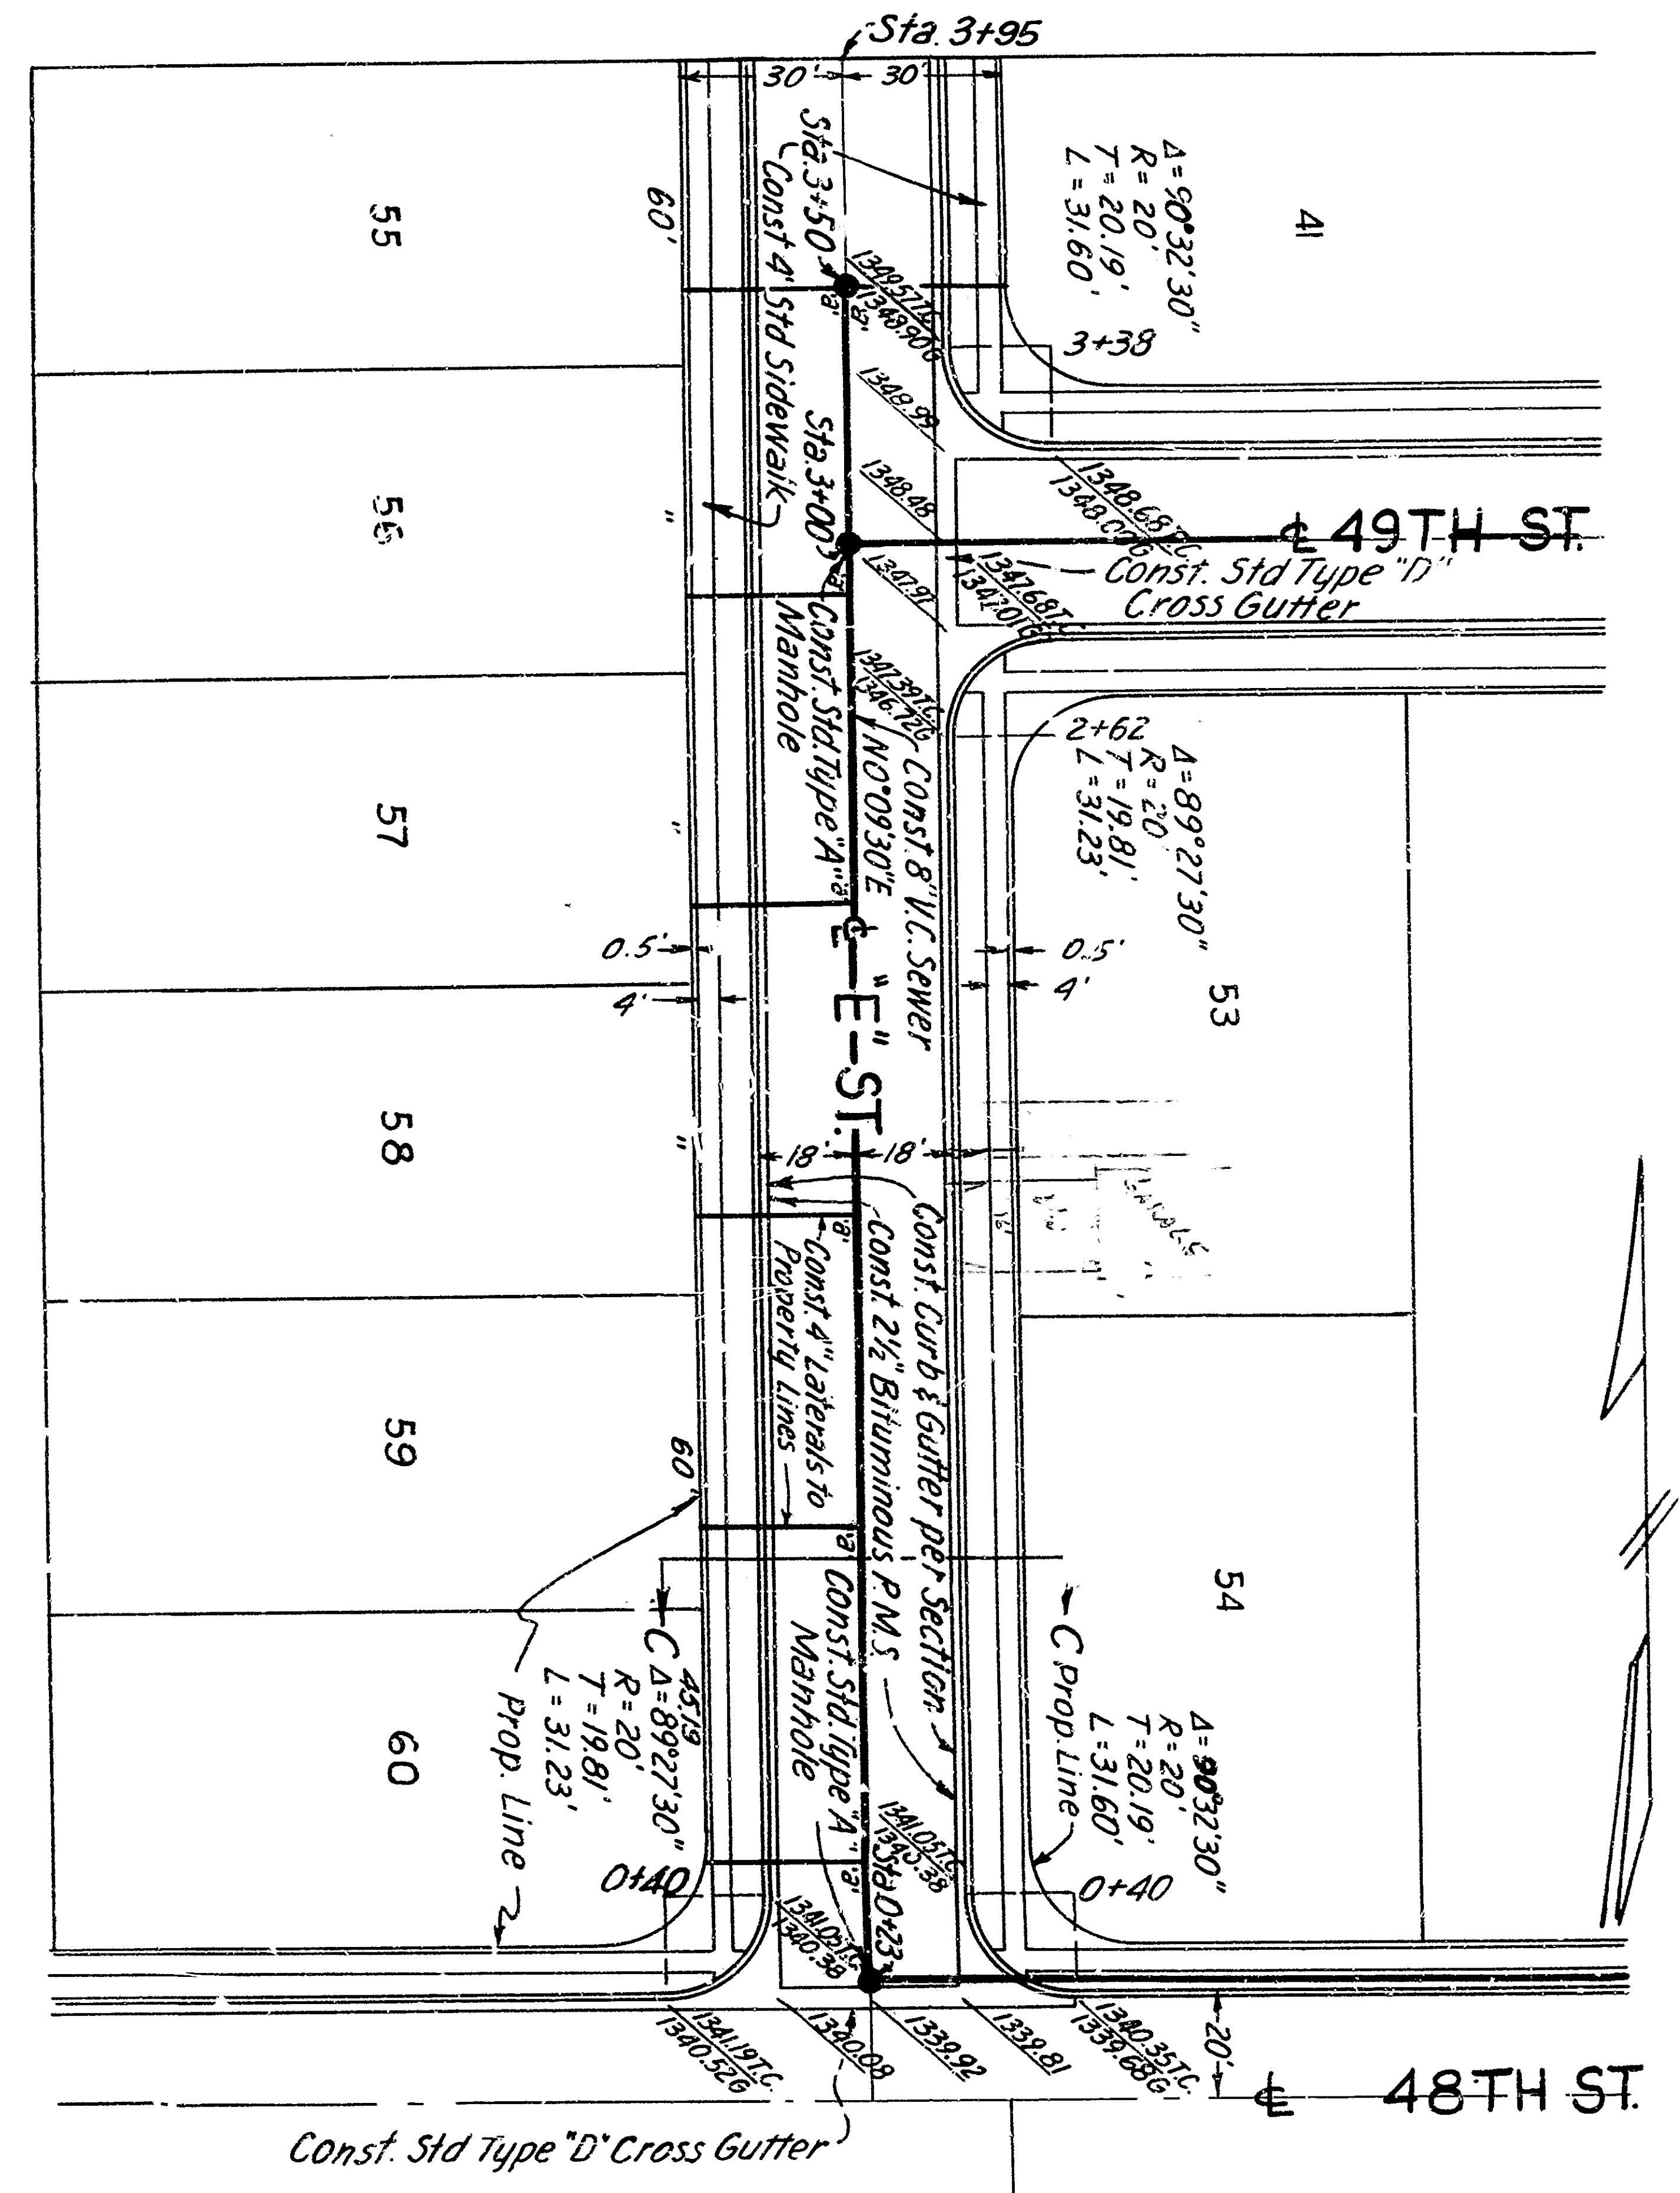 Sta. 3+95
30'
30'
Sta. 3+50
Const 4' Std Sidewalk
60'
55
41
Δ = 90°32'30"
R = 20'
T = 20.19'
L = 31.60'
1349.57 T.C.
1348.90 G
"a"
"a"
3+38
1348.99
1348.48
Sta. 3+00
56
"
1348.68 T.C.
℄ 49TH ST.
Const. Std Type "D"
Cross Gutter
1347.68 T.C.
1347.01 G
1347.97
"a"
Const. Std. Type "A"
Manhole
1347.39 T.C.
1346.72 G
Const. 8" V.C. Sewer
N0°09'30"E
2+62
Δ = 89°27'30"
R = 20'
T = 19.81'
L = 31.23'
57
"
"a"
0.5'
0.5'
4'
4'
53
℄ "E" ST.
58
"
18'
18'
"a"
Const. 4" Laterals to
Property Lines
Const. Curb & Gutter per Section
Const. 2½" Bituminous P.M.S.
59
60'
"a"
54
C
C
Prop. Line
45.19
Δ = 89°27'30"
R = 20'
T = 19.81'
L = 31.23'
Prop. Line
60
Const. Std. Type "A"
Manhole
Δ = 90°32'30"
R = 20'
T = 20.19'
L = 31.60'
1341.05 T.C.
1340.38
Sta 0+23
0+40
0+40
"a"
1341.05 T.C.
1340.38
1341.19 T.C.
1340.52 G
1340.08
1339.92
1339.81
1340.35 T.C.
1339.68 G
20'
℄ 48TH ST.
Const. Std Type "D" Cross Gutter